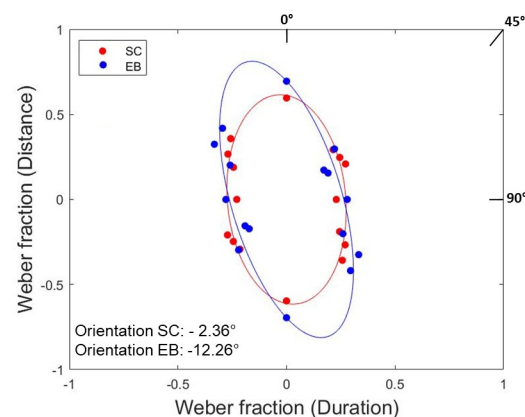 0°
45°
1
SC
EB
0.5
Weber fraction (Distance)
0
90°
-0.5
Orientation SC: - 2.36°
Orientation EB: -12.26°
-1
-1
-0.5
0
0.5
1
Weber fraction (Duration)